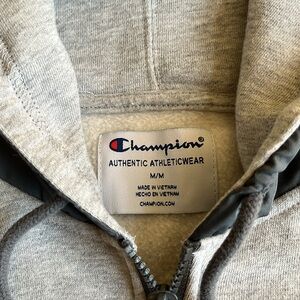 Champion®
AUTHENTIC ATHLETICWEAR
M/M
MADE IN VIETNAM
HECHO EN VIETNAM
CHAMPION.COM